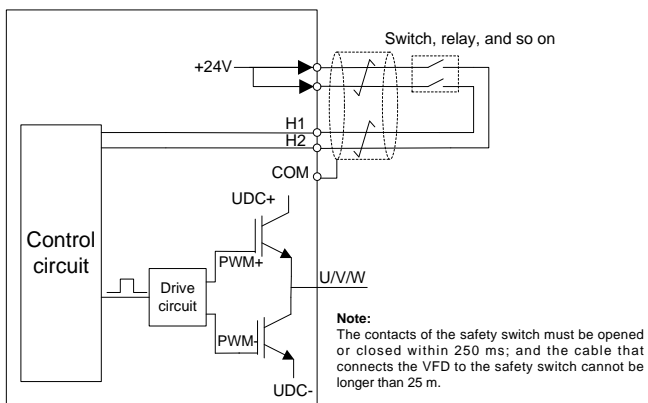 Switch, relay, and so on
+24V
H1
H2
COM
UDC+
Control
circuit
PWM+
Drive
circuit
U/V/W
PWM-
UDC-
Note:
The contacts of the safety switch must be opened
or closed within 250 ms; and the cable that
connects the VFD to the safety switch cannot be
longer than 25 m.